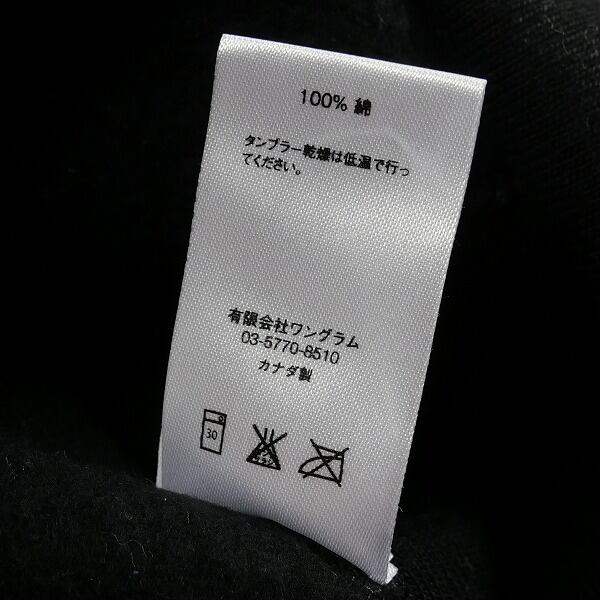 100% 綿
タンブラー乾燥は低温で行っ
てください。
有限会社ワングラム
03-5770-8510
カナダ製
30